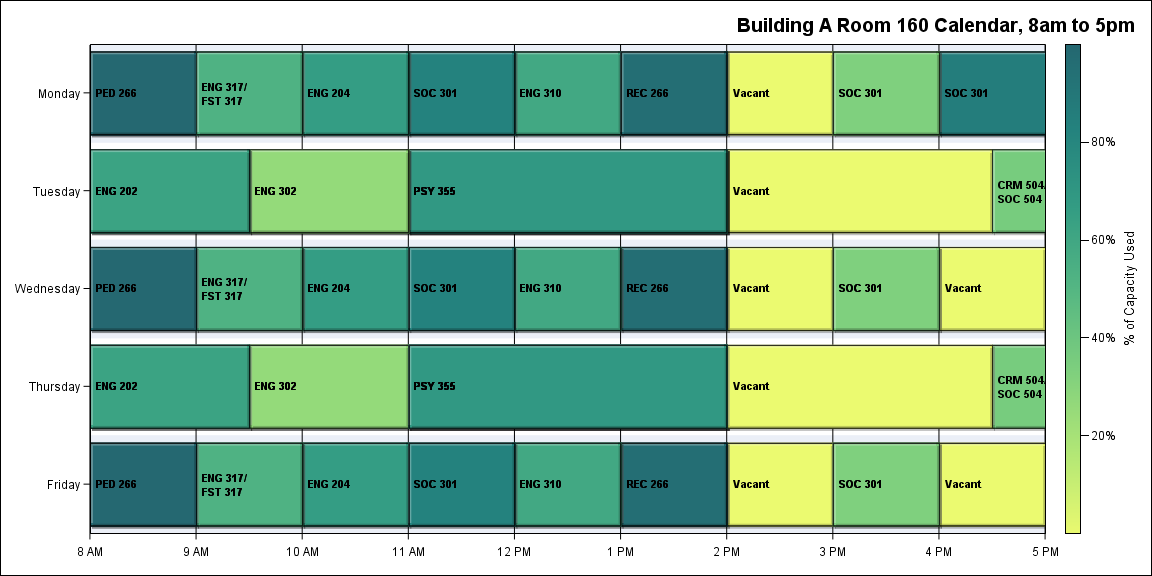 Building A Room 160 Calendar, 8am to 5pm
Monday
PED 266
ENG 317/
FST 317
ENG 204
SOC 301
ENG 310
REC 266
Vacant
SOC 301
SOC 301
Tuesday
ENG 202
ENG 302
PSY 355
Vacant
CRM 504/
SOC 504
Wednesday
PED 266
ENG 317/
FST 317
ENG 204
SOC 301
ENG 310
REC 266
Vacant
SOC 301
Vacant
Thursday
ENG 202
ENG 302
PSY 355
Vacant
CRM 504/
SOC 504
Friday
PED 266
ENG 317/
FST 317
ENG 204
SOC 301
ENG 310
REC 266
Vacant
SOC 301
Vacant
8 AM
9 AM
10 AM
11 AM
12 PM
1 PM
2 PM
3 PM
4 PM
5 PM
80%
60%
40%
20%
% of Capacity Used